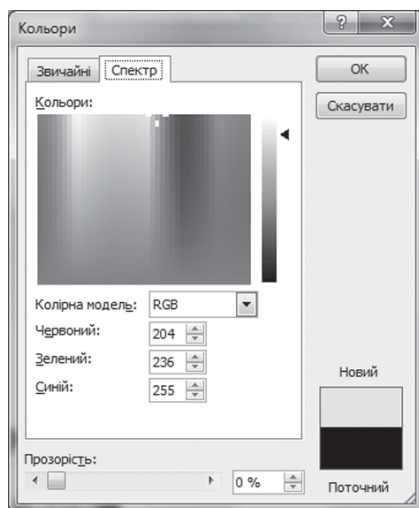 Кольори
Звичайні Спектр
OK
Скасувати
Кольори:
Колірна модель: RGB
Червоний: 204
Зелений: 236
Синій: 255
Новий
Прозорість:
0 %
Поточний